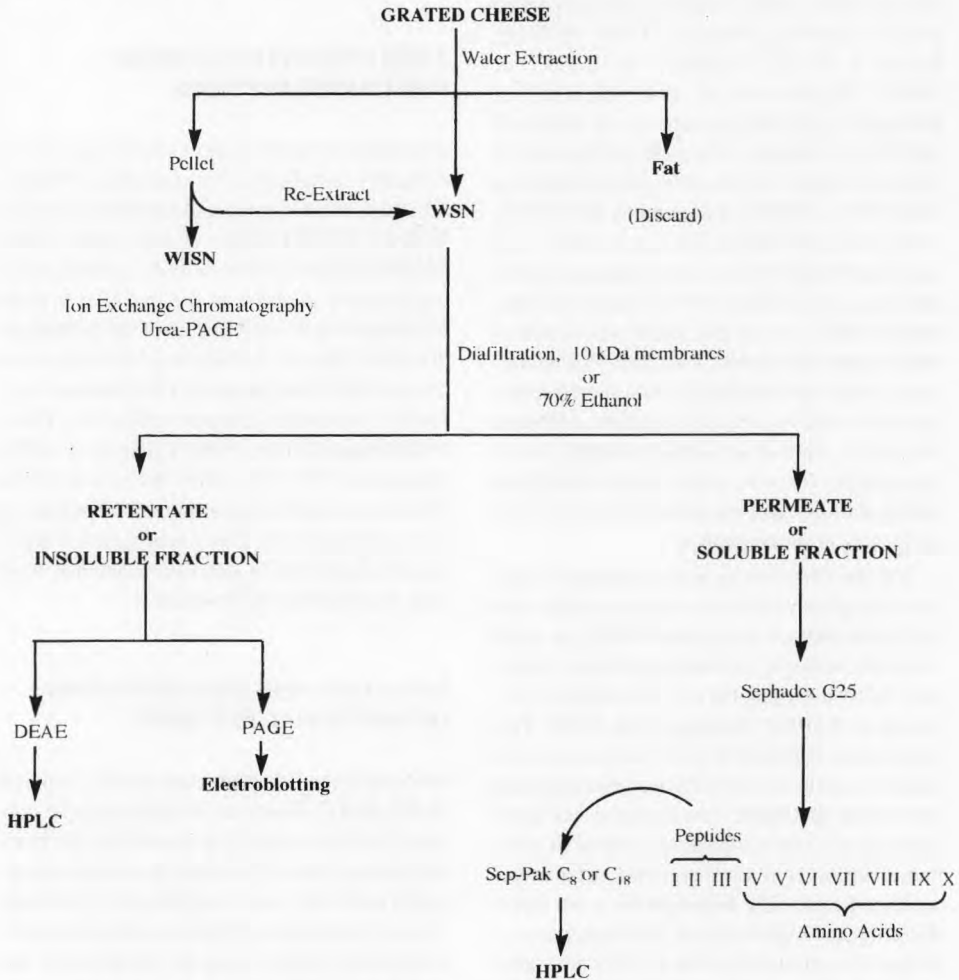 GRATED CHEESE
Water Extraction
Pellet
Fat
Re-Extract
WSN
(Discard)
WISN
Ion Exchange Chromatography
Urea-PAGE
Diafiltration, 10 kDa membranes
or
70% Ethanol
RETENTATE
or
INSOLUBLE FRACTION
PERMEATE
or
SOLUBLE FRACTION
Sephadex G25
DEAE
PAGE
Electroblotting
HPLC
Peptides
Sep-Pak C₈ or C₁₈
I II III IV V VI VII VIII IX X
Amino Acids
HPLC